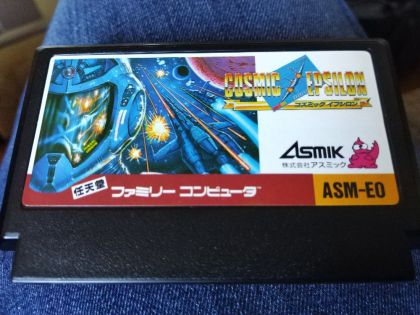 COSMIC EPSILON
コズミック イプシロン
ASMIK
株式会社アスミック
任天堂 ファミリー コンピュータ™
ASM-E0